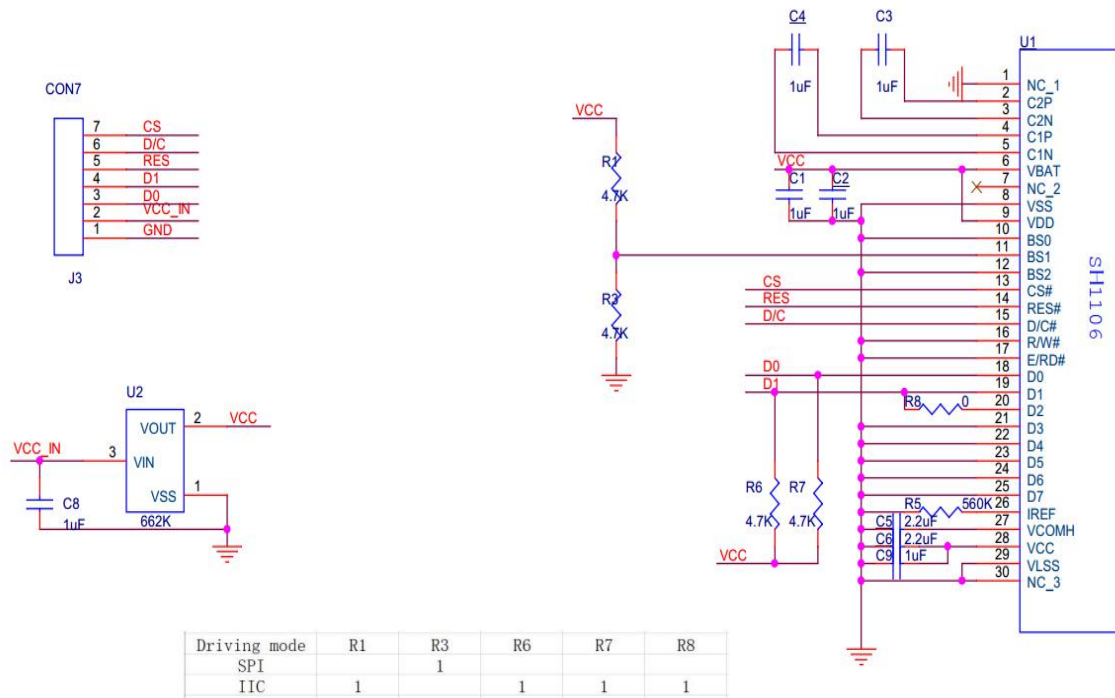 CON7
7 CS
6 D/C
5 RES
4 D1
3 D0
2 VCC_IN
1 GND
J3
U2
VCC_IN
3 VIN
VOUT 2 VCC
VSS 1
662K
C8
1uF
VCC
R1
4.7K
R3
4.7K
C4
1uF
C3
1uF
VCC
C1
1uF
C2
1uF
CS
RES
D/C
D0
D1
R6
4.7K
R7
4.7K
VCC
R8 0
R5 560K
C5 2.2uF
C6 2.2uF
C9 1uF
U1
SH1106
1 NC_1
2 C2P
3 C2N
4 C1P
5 C1N
6 VBAT
7 NC_2
8 VSS
9 VDD
10 BS0
11 BS1
12 BS2
13 CS#
14 RES#
15 D/C#
16 R/W#
17 E/RD#
18 D0
19 D1
20 D2
21 D3
22 D4
23 D5
24 D6
25 D7
26 IREF
27 VCOMH
28 VCC
29 VLSS
30 NC_3
Driving mode R1 R3 R6 R7 R8
SPI 1
IIC 1 1 1 1